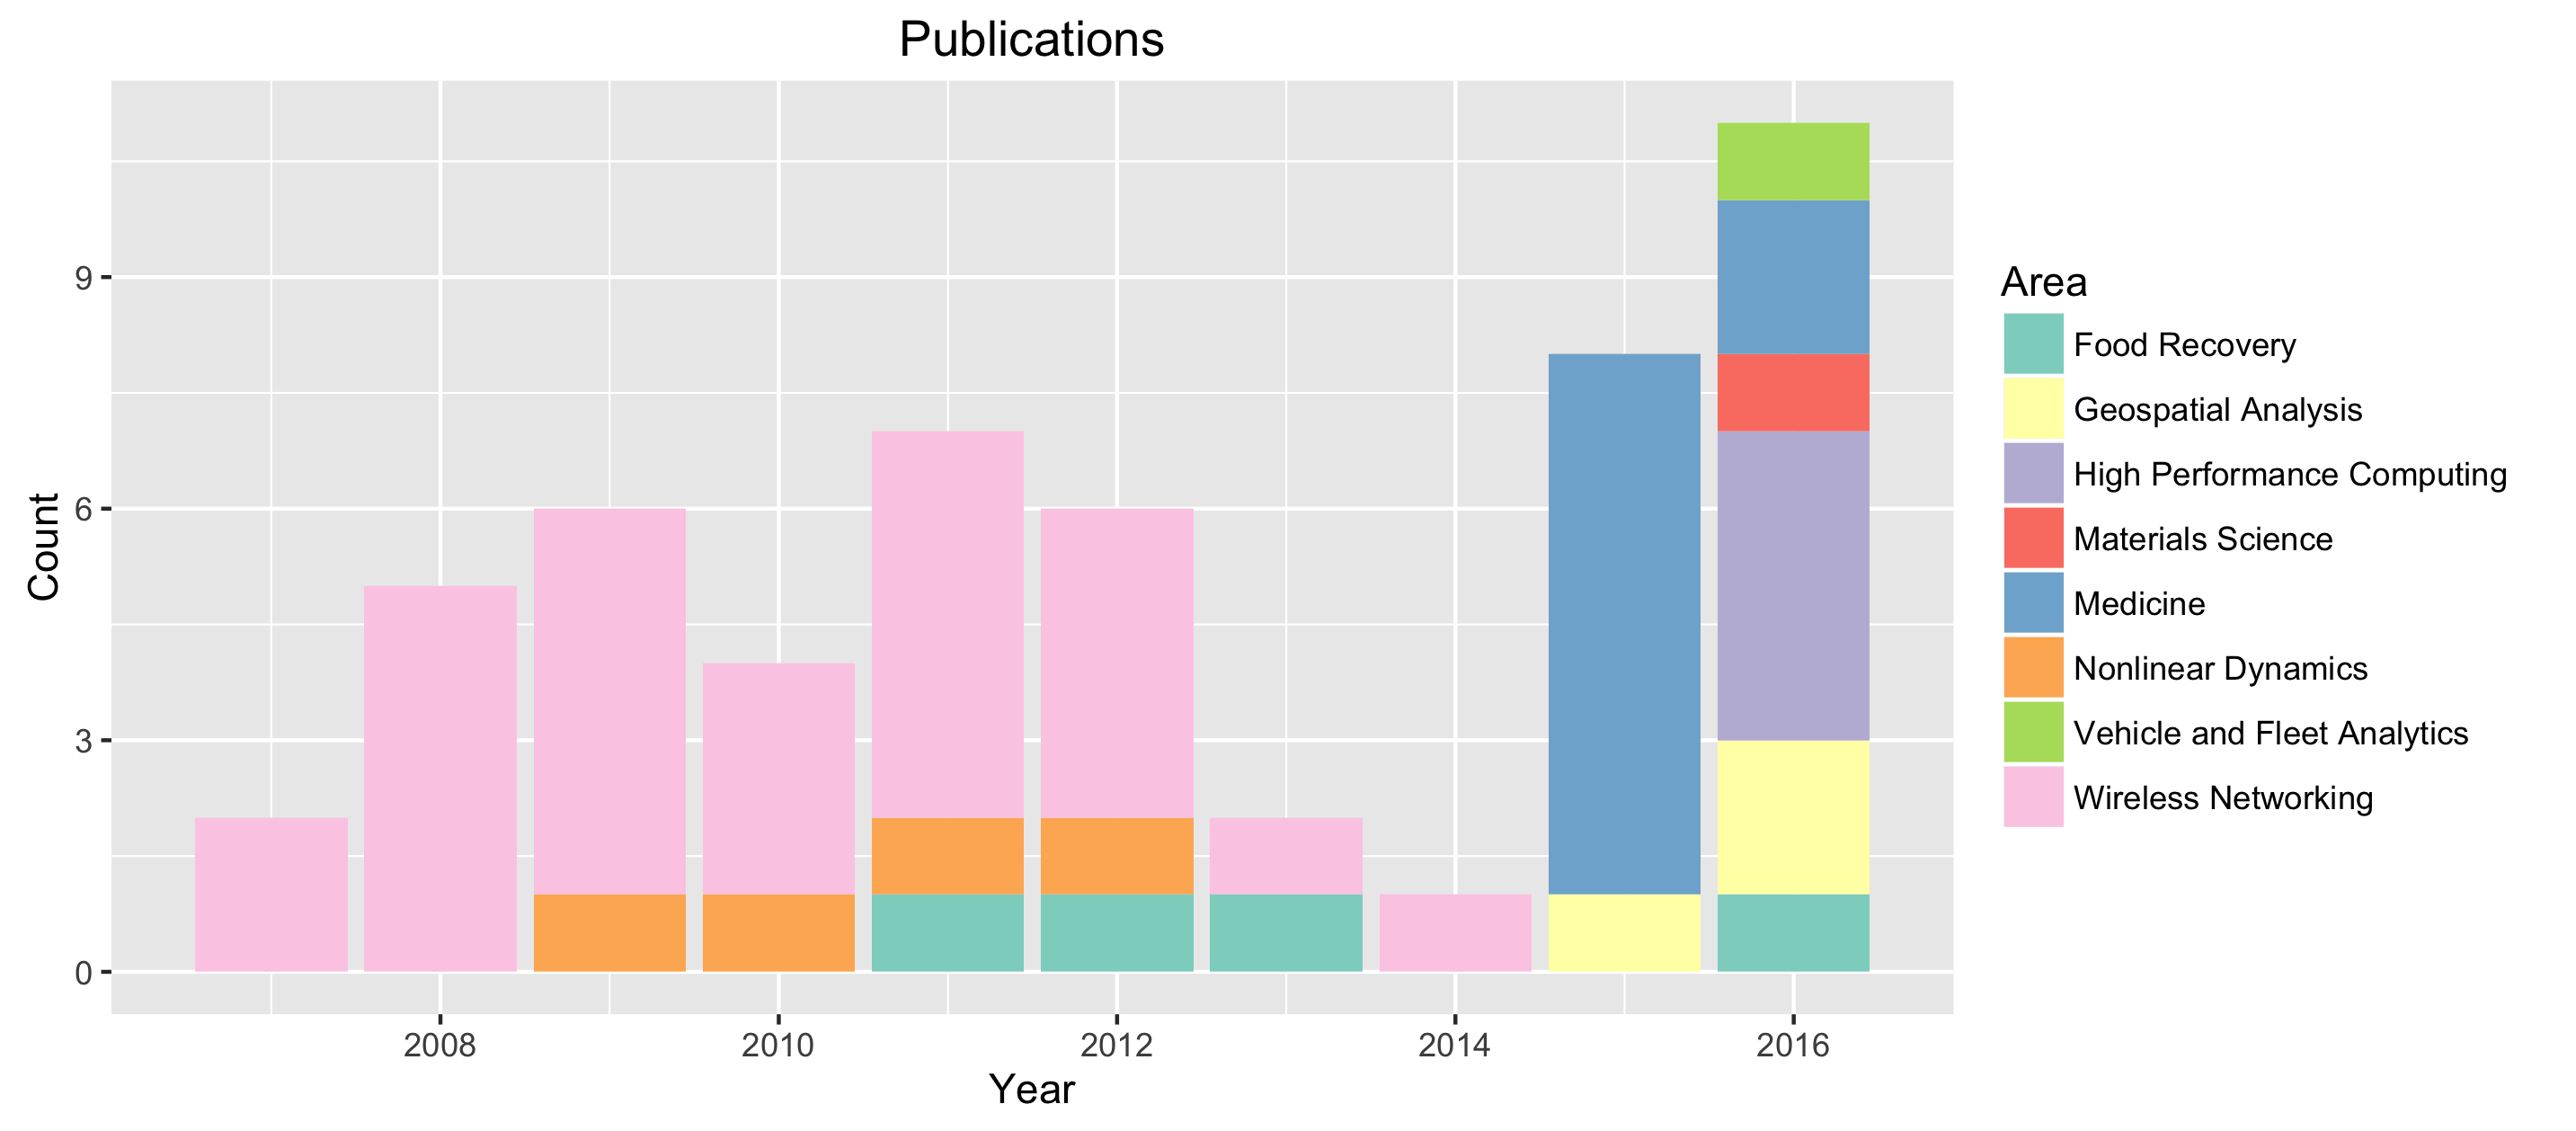 Publications
Count
9
6
3
0
2008 2010 2012 2014 2016
Year
Area
Food Recovery
Geospatial Analysis
High Performance Computing
Materials Science
Medicine
Nonlinear Dynamics
Vehicle and Fleet Analytics
Wireless Networking